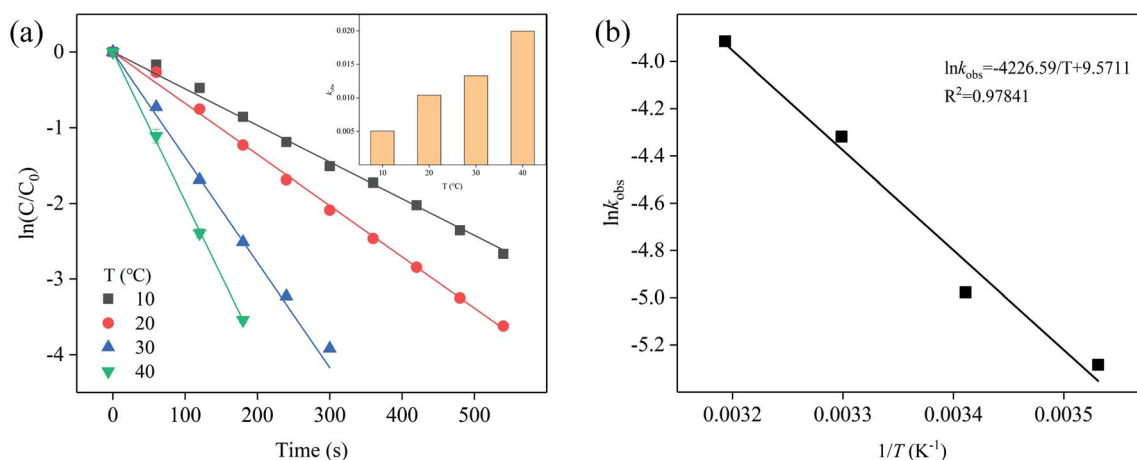 (a)
0
-1
-2
-3
-4
ln(C/C₀)
T (℃)
10
20
30
40
0 100 200 300 400 500
Time (s)
0.020
0.015
0.010
0.005
k_obs
10 20 30 40
T (℃)
(b)
-4.0
-4.2
-4.4
-4.6
-4.8
-5.0
-5.2
lnk_obs
lnk_obs=-4226.59/T+9.5711
R²=0.97841
0.0032 0.0033 0.0034 0.0035
1/T (K⁻¹)